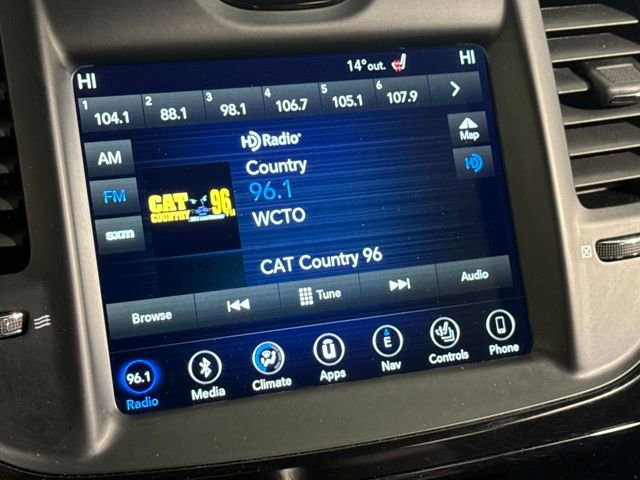 HI 14° out. HI
1 104.1 2 88.1 3 98.1 4 106.7 5 105.1 6 107.9
HD Radio
AM
FM
sxm
Map
HD
Country
96.1
WCTO
CAT 96
COUNTRY
CAT Country 96
Browse Tune Audio
96.1
Radio Media Climate Apps E Nav Controls Phone